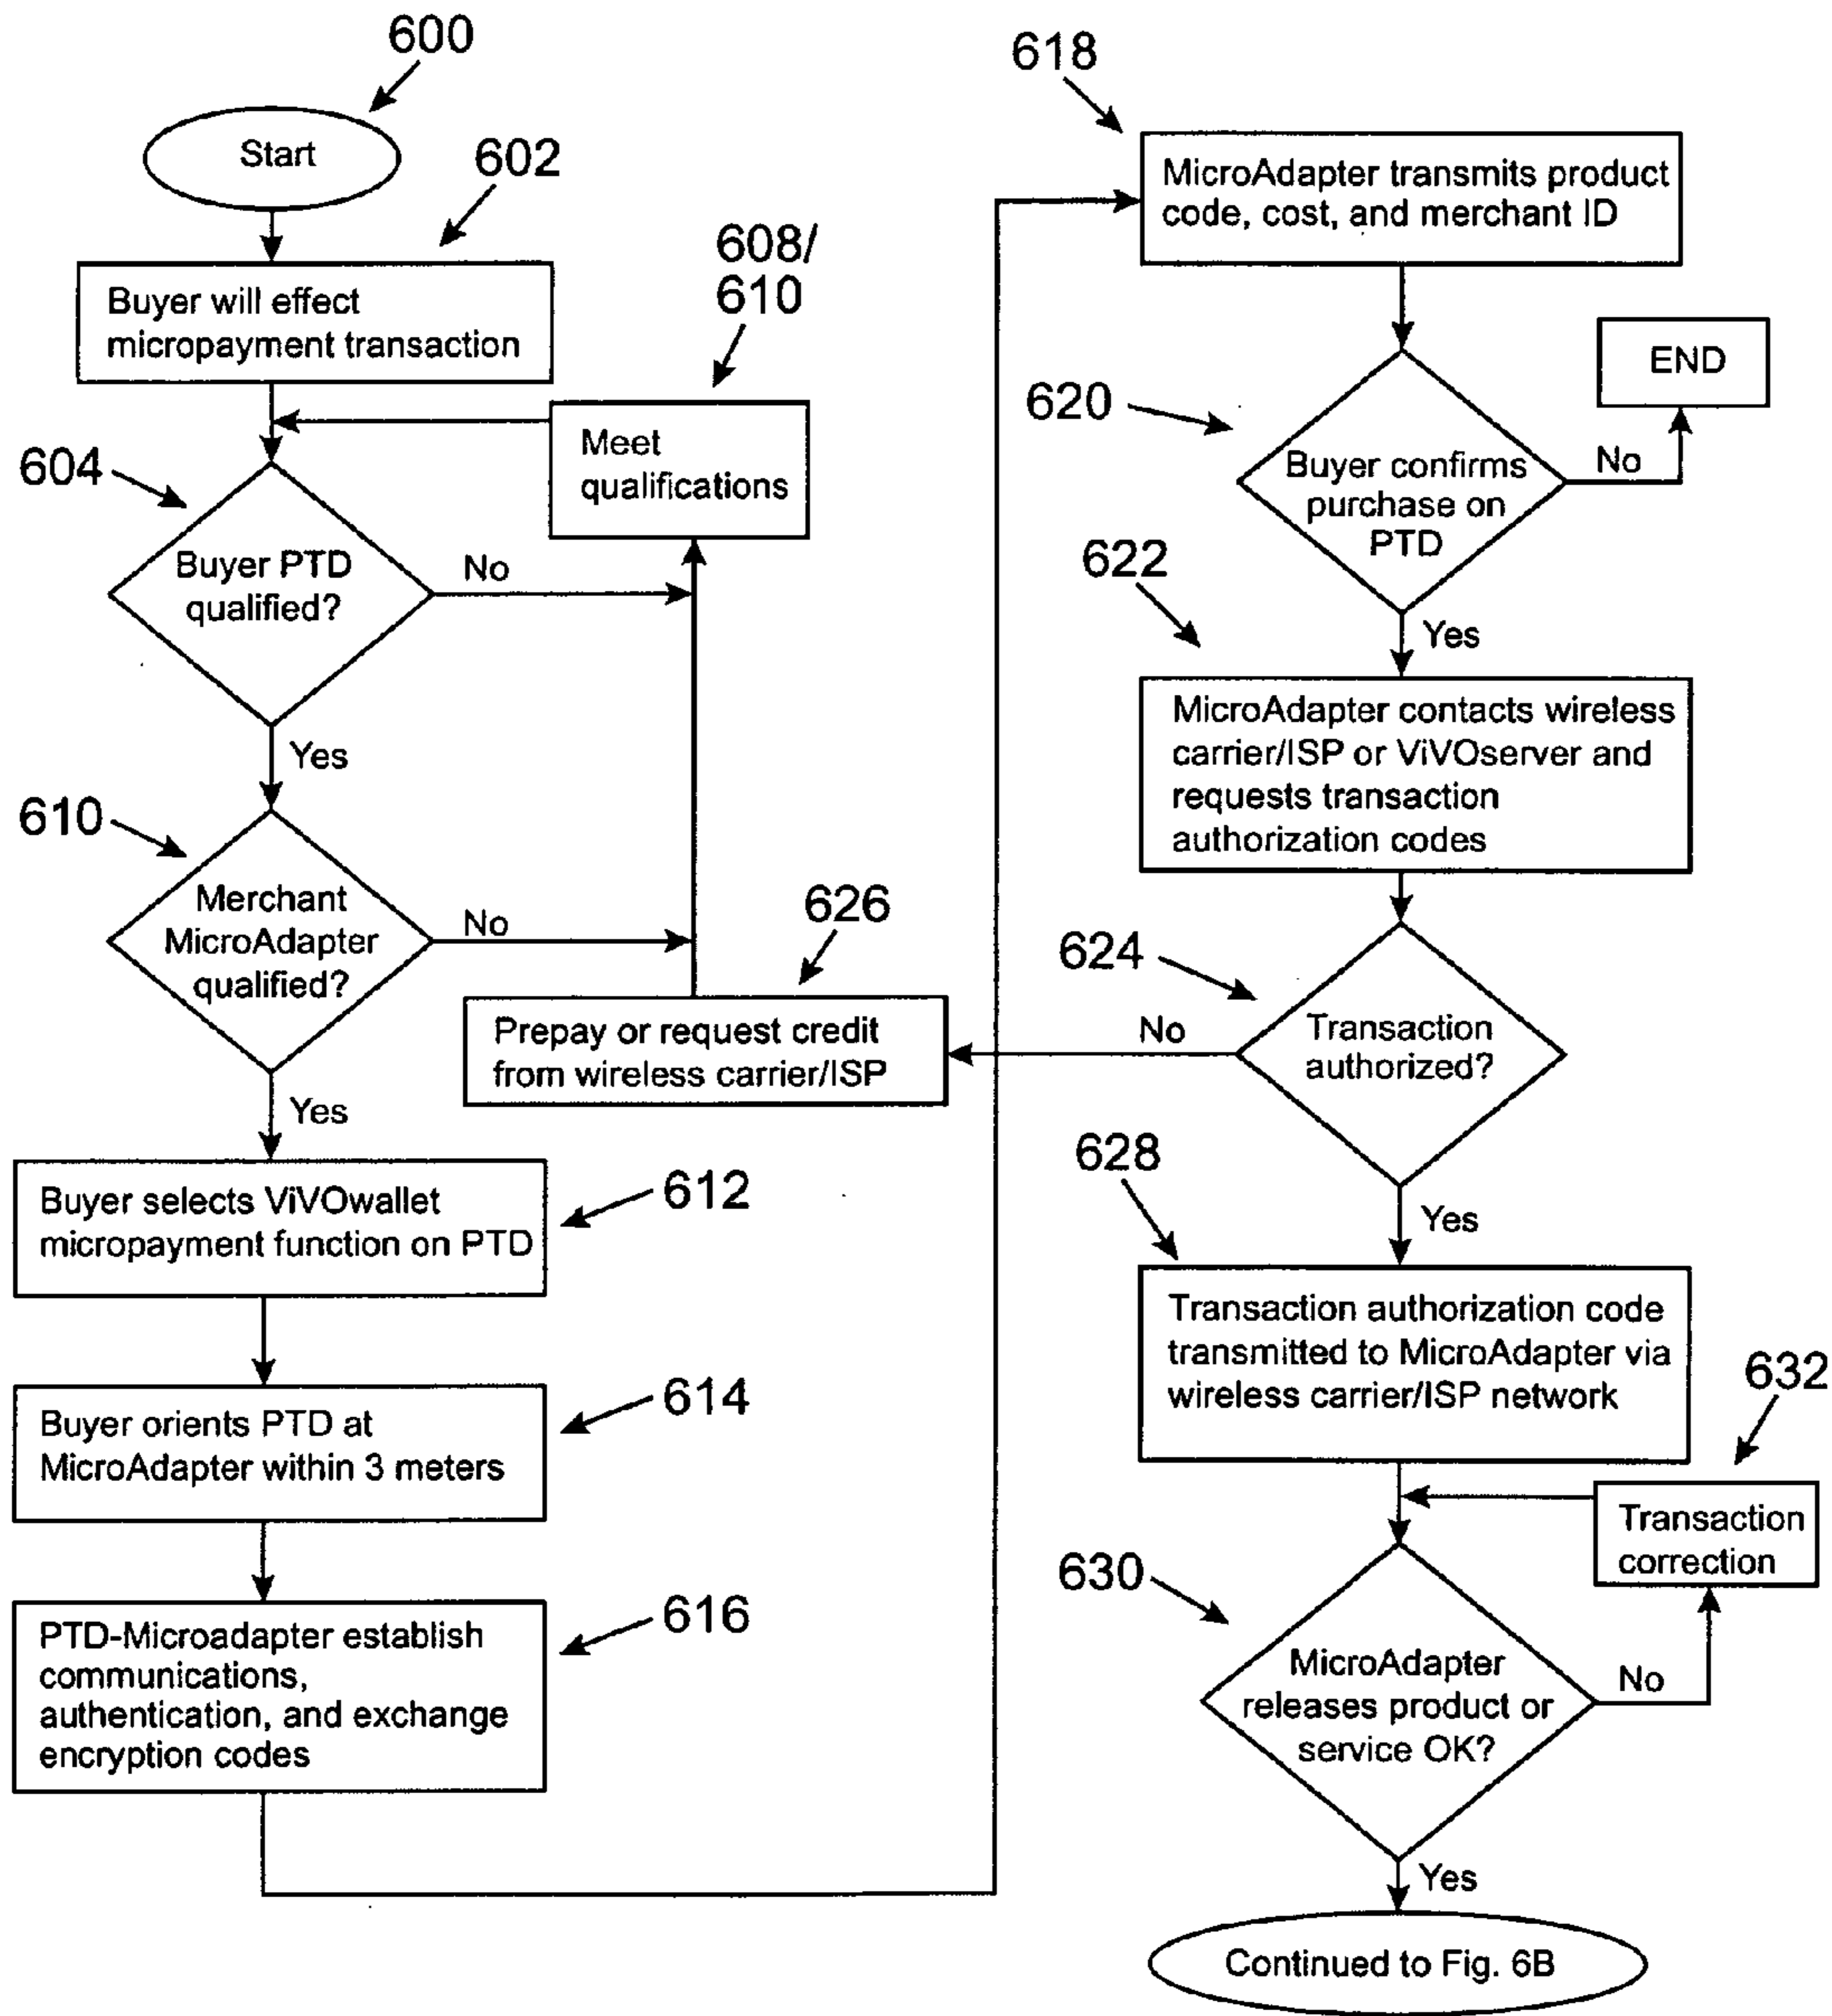 600
Start
602
Buyer will effect
micropayment transaction
608/
610
Meet
qualifications
604
Buyer PTD
qualified?
No
Yes
610
Merchant
MicroAdapter
qualified?
No
Yes
626
Prepay or request credit
from wireless carrier/ISP
612
Buyer selects ViVOwallet
micropayment function on PTD
614
Buyer orients PTD at
MicroAdapter within 3 meters
616
PTD-Microadapter establish
communications,
authentication, and exchange
encryption codes
618
MicroAdapter transmits product
code, cost, and merchant ID
END
620
Buyer confirms
purchase on
PTD
No
Yes
622
MicroAdapter contacts wireless
carrier/ISP or ViVOserver and
requests transaction
authorization codes
624
Transaction
authorized?
No
Yes
628
Transaction authorization code
transmitted to MicroAdapter via
wireless carrier/ISP network
632
Transaction
correction
630
MicroAdapter
releases product or
service OK?
No
Yes
Continued to Fig. 6B